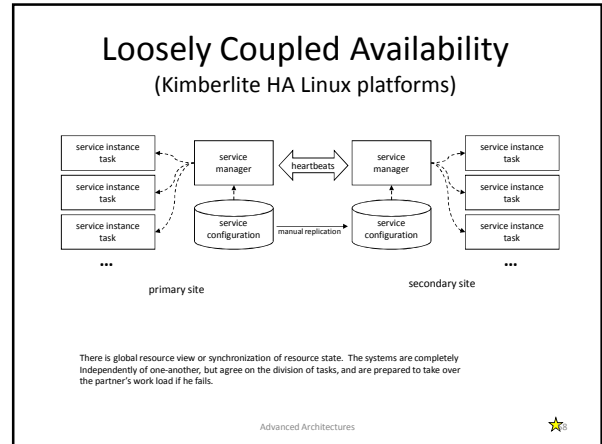 Loosely Coupled Availability
(Kimberlite HA Linux platforms)
service instance
task
service
manager
heartbeats
service
manager
service instance
task
service instance
task
service instance
task
service instance
task
service
configuration
manual replication
service
configuration
service instance
task
...
...
primary site
secondary site
There is global resource view or synchronization of resource state. The systems are completely
Independently of one-another, but agree on the division of tasks, and are prepared to take over
the partner's work load if he fails.
Advanced Architectures